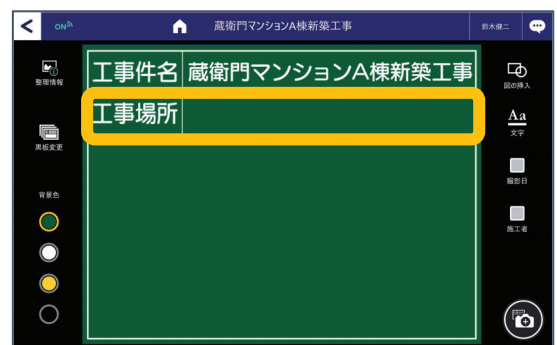 ON
蔵衛門マンションA棟新築工事
鈴木健二
整理情報
黒板変更
背景色
工事件名 蔵衛門マンションA棟新築工事
工事場所
図の挿入
Aa
文字
撮影日
施工者